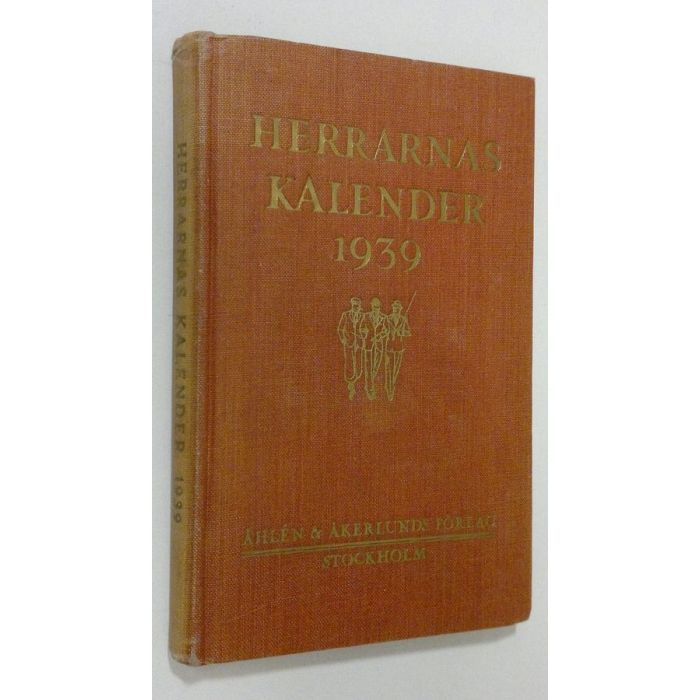 HERRARNAS
KALENDER
1939
ÅHLÉN & ÅKERLUNDS FÖRLAG
STOCKHOLM
HERRARNAS KALENDER 1939